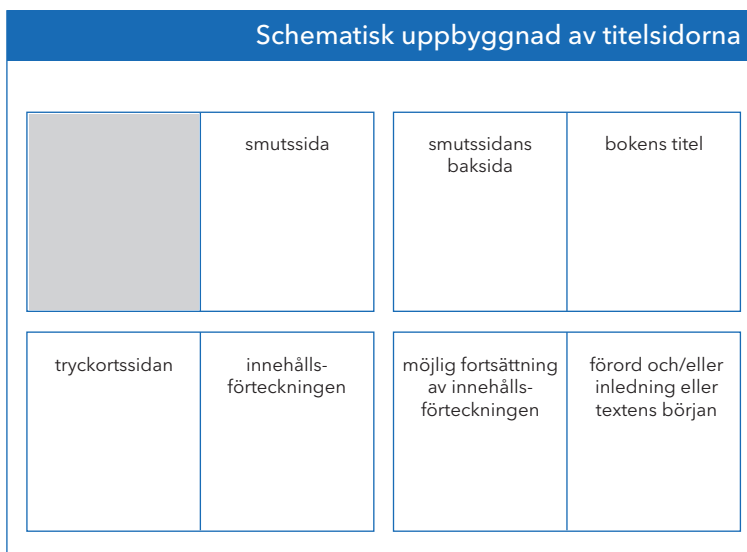 Schematisk uppbyggnad av titelsidorna
smutssida
smutssidans
baksida
bokens titel
tryckortssidan
innehålls-
förteckningen
möjlig fortsättning
av innehålls-
förteckningen
förord och/eller
inledning eller
textens början